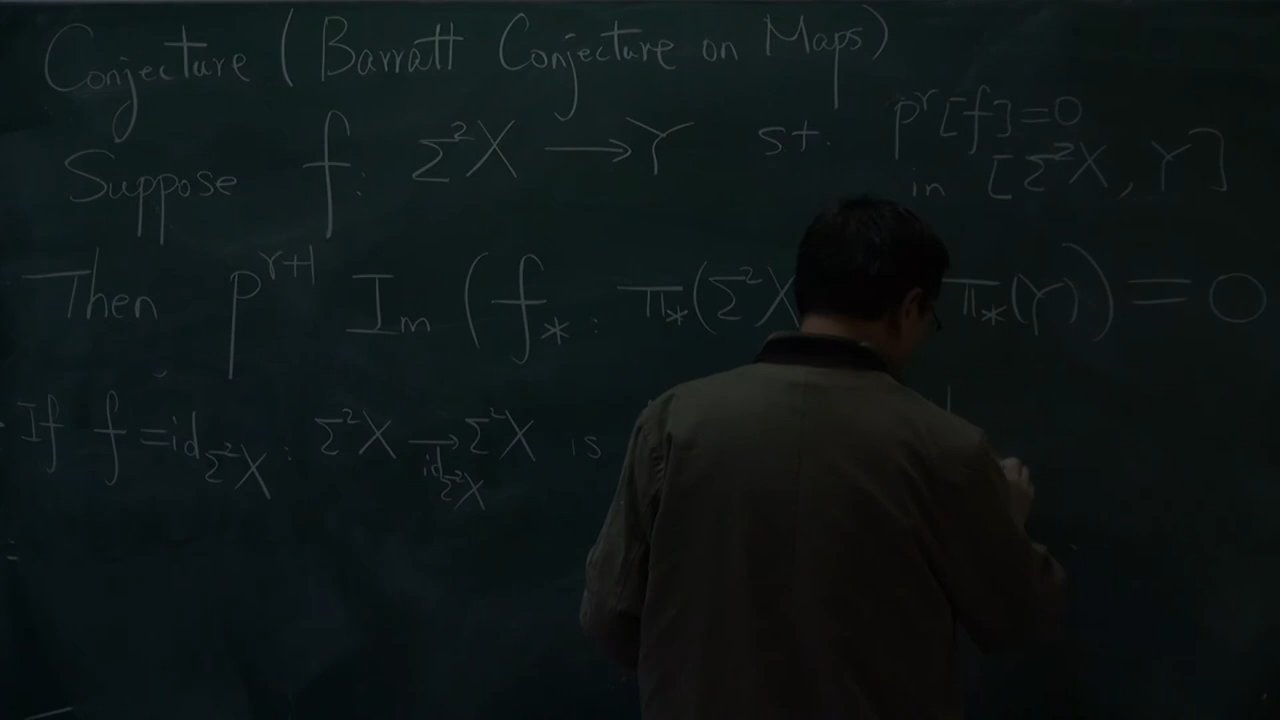 Conjecture (Barratt Conjecture on Maps)
Suppose f: Σ²X → Y st. p^r[f]=0
in [Σ²X, Y]
Then p^{r+1} Im (f_*: π_*(Σ²X π_*(Y)) = 0
If f = id_{Σ²X} : Σ²X →_{id_{Σ²X}} Σ²X is